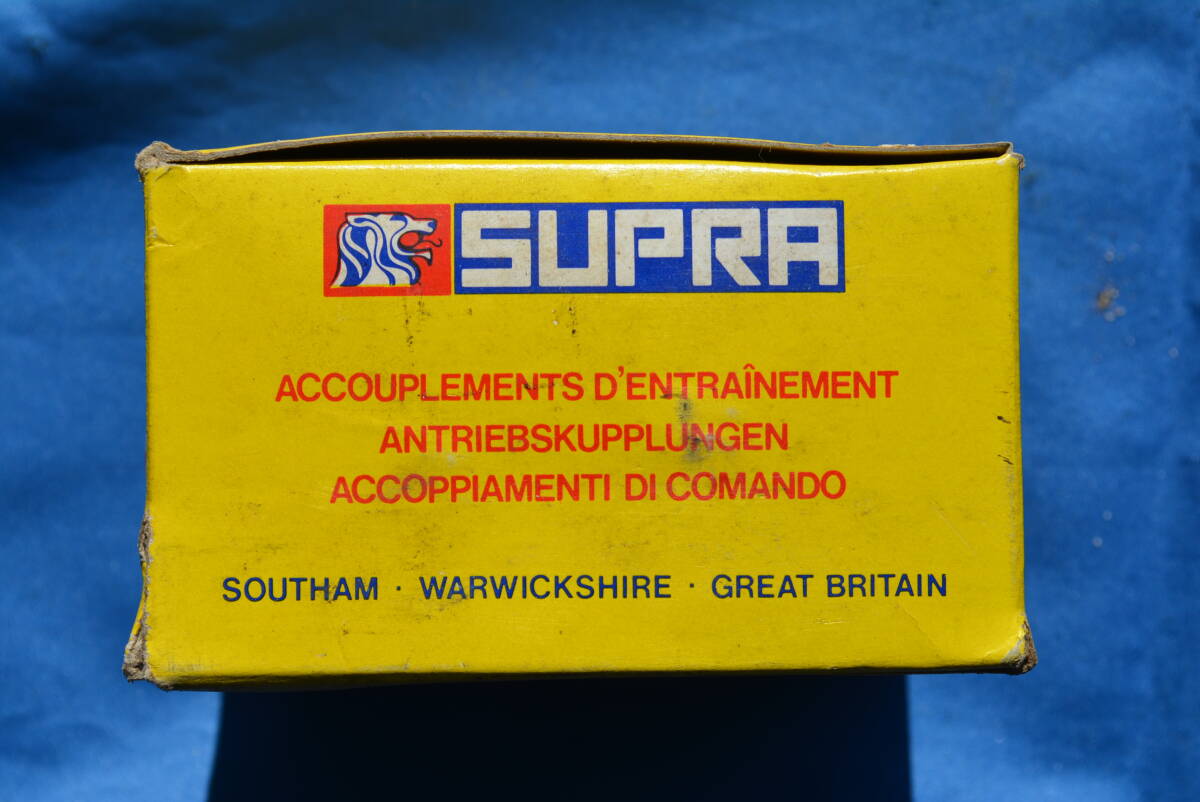 SUPRA
ACCOUPLEMENTS D'ENTRAÎNEMENT
ANTRIEBSKUPPLUNGEN
ACCOPPIAMENTI DI COMANDO
SOUTHAM · WARWICKSHIRE · GREAT BRITAIN